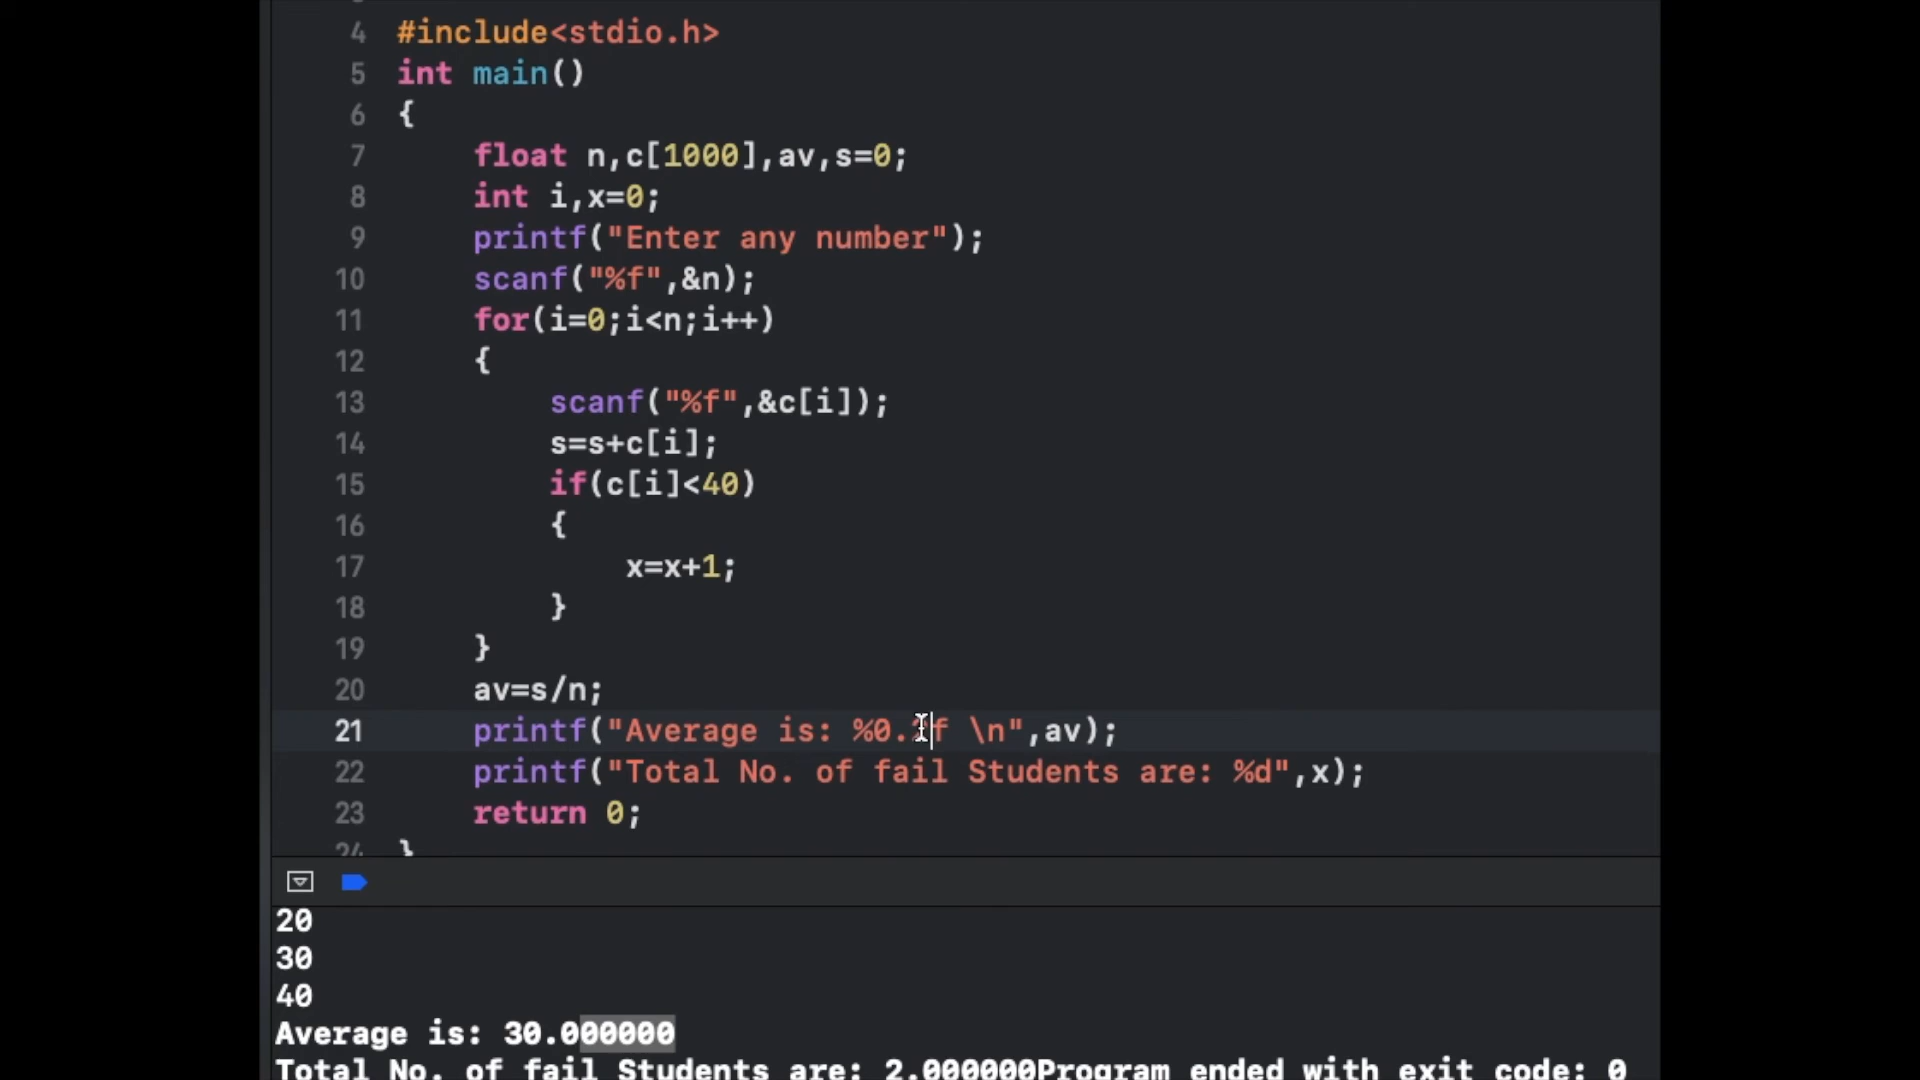 4 #include<stdio.h>
5 int main()
6 {
7 float n,c[1000],av,s=0;
8 int i,x=0;
9 printf("Enter any number");
10 scanf("%f",&n);
11 for(i=0;i<n;i++)
12 {
13 scanf("%f",&c[i]);
14 s=s+c[i];
15 if(c[i]<40)
16 {
17 x=x+1;
18 }
19 }
20 av=s/n;
21 printf("Average is: %0.2f \n",av);
22 printf("Total No. of fail Students are: %d",x);
23 return 0;
24 }
20
30
40
Average is: 30.000000
Total No. of fail Students are: 2.000000Program ended with exit code: 0